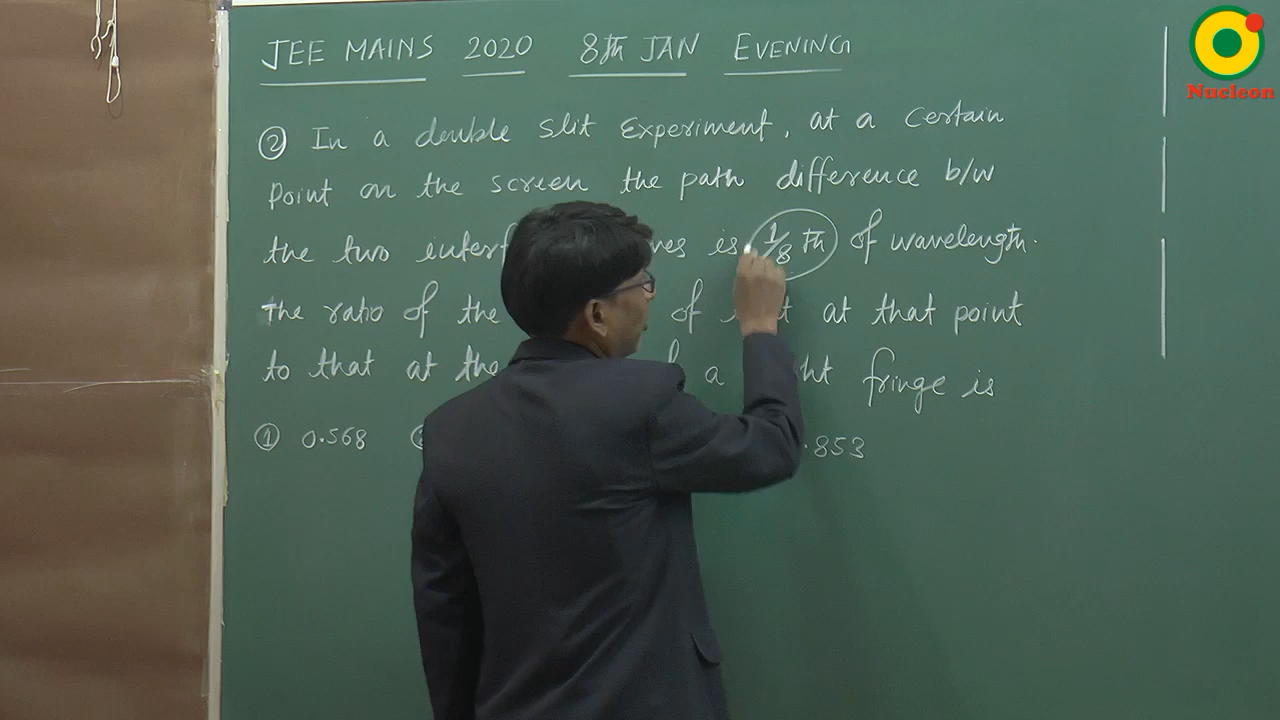 JEE MAINS 2020 8th JAN EVENING
② In a double slit Experiment, at a certain
Point on the screen the path difference b/w
the two is 1/8 th of wavelength.
The ratio of the of at that point
to that at the a fringe is
① 0.568 .853
Nucleon